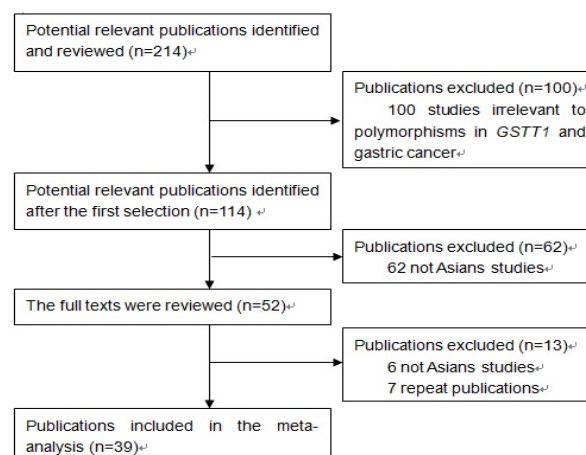 Potential relevant publications identified
and reviewed (n=214)↵
Publications excluded (n=100)↵
100 studies irrelevant to
polymorphisms in GSTT1 and
gastric cancer↵
Potential relevant publications identified
after the first selection (n=114) ↵
Publications excluded (n=62)↵
62 not Asians studies↵
The full texts were reviewed (n=52)↵
Publications excluded (n=13)↵
6 not Asians studies↵
7 repeat publications↵
Publications included in the meta-
analysis (n=39)↵